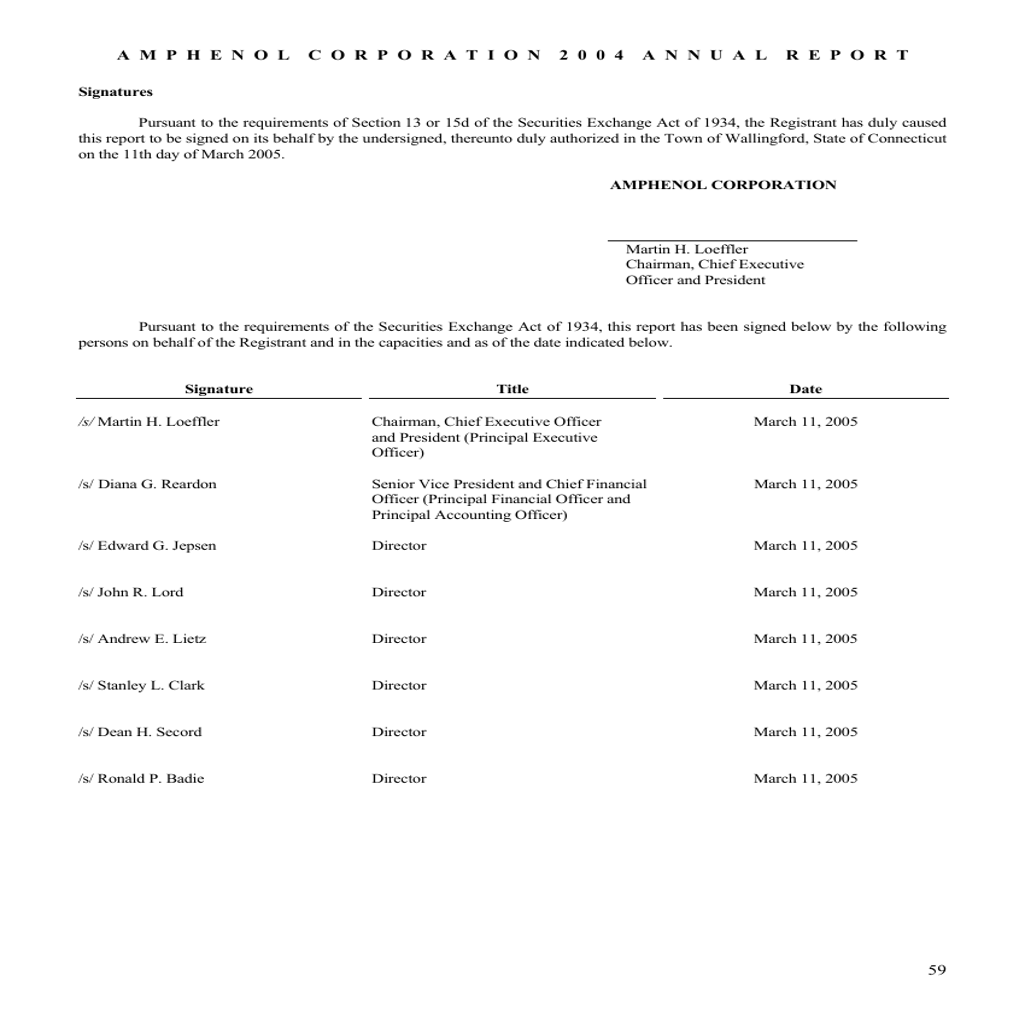 AMPHENOL CORPORATION 2004 ANNUAL REPORT
Signatures
Pursuant to the requirements of Section 13 or 15d of the Securities Exchange Act of 1934, the Registrant has duly caused
this report to be signed on its behalf by the undersigned, thereunto duly authorized in the Town of Wallingford, State of Connecticut
on the 11th day of March 2005.
AMPHENOL CORPORATION
Martin H. Loeffler
Chairman, Chief Executive
Officer and President
Pursuant to the requirements of the Securities Exchange Act of 1934, this report has been signed below by the following
persons on behalf of the Registrant and in the capacities and as of the date indicated below.
Signature Title Date
/s/ Martin H. Loeffler Chairman, Chief Executive Officer March 11, 2005
and President (Principal Executive
Officer)
/s/ Diana G. Reardon Senior Vice President and Chief Financial March 11, 2005
Officer (Principal Financial Officer and
Principal Accounting Officer)
/s/ Edward G. Jepsen Director March 11, 2005
/s/ John R. Lord Director March 11, 2005
/s/ Andrew E. Lietz Director March 11, 2005
/s/ Stanley L. Clark Director March 11, 2005
/s/ Dean H. Secord Director March 11, 2005
/s/ Ronald P. Badie Director March 11, 2005
59